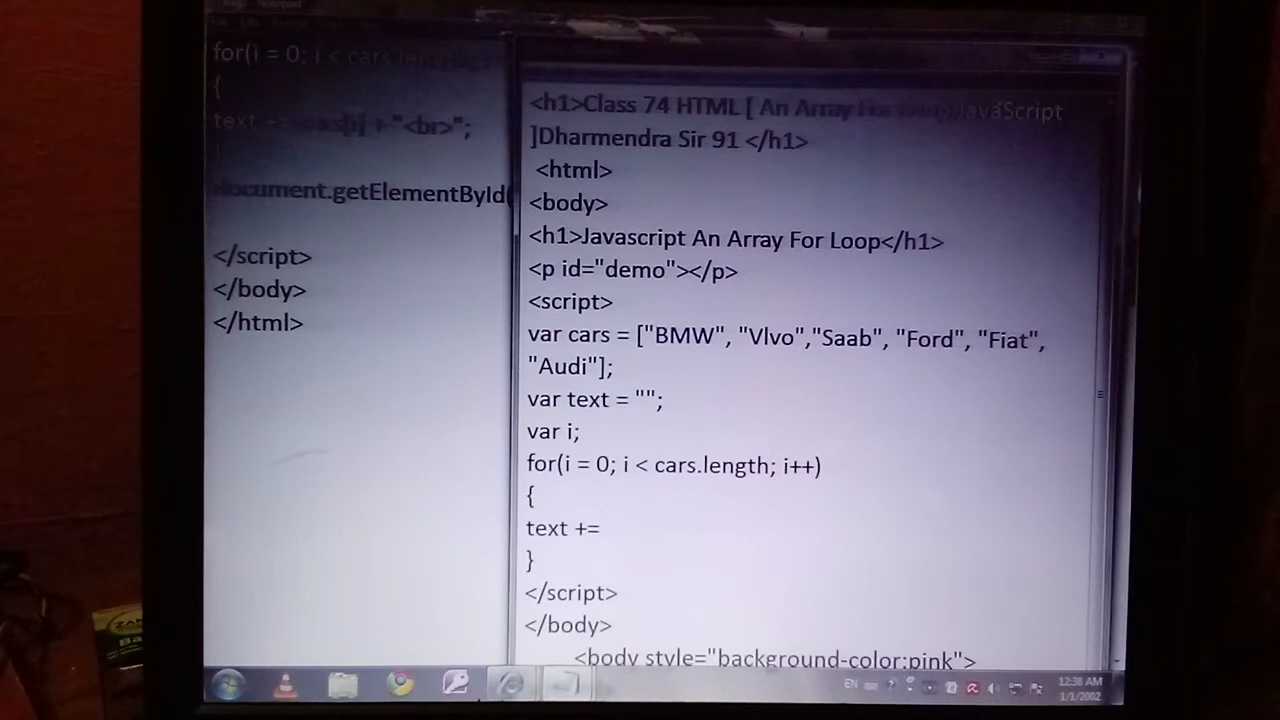 for(i = 0; i < cars.length
{
text += "<br>";
document.getElementById(
</script>
</body>
</html>
<h1>Class 74 HTML [ An Array For JavaScript
]Dharmendra Sir 91 </h1>
<html>
<body>
<h1>Javascript An Array For Loop</h1>
<p id="demo"></p>
<script>
var cars = ["BMW", "Vlvo","Saab", "Ford", "Fiat",
"Audi"];
var text = "";
var i;
for(i = 0; i < cars.length; i++)
{
text +=
}
</script>
</body>
<body style="background-color:pink">
EN
12:38 AM
1/1/2002